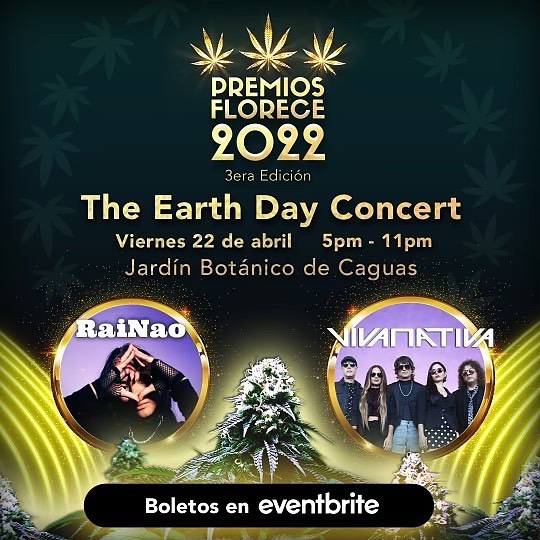 PREMIOS
FLORECE
2022
3era Edición
The Earth Day Concert
Viernes 22 de abril 5pm - 11pm
Jardín Botánico de Caguas
RaiNao
VIVANATIVA
Boletos en eventbrite